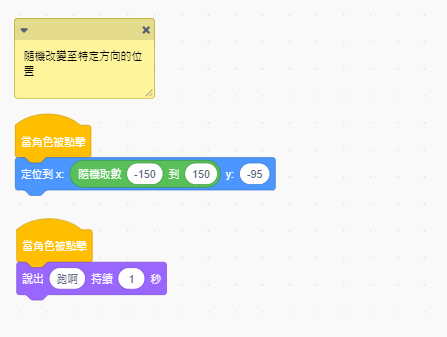 隨機改變至特定方向的位
置
當角色被點擊
定位到 x: 隨機取數 -150 到 150 y: -95
當角色被點擊
說出 跑啊 持續 1 秒